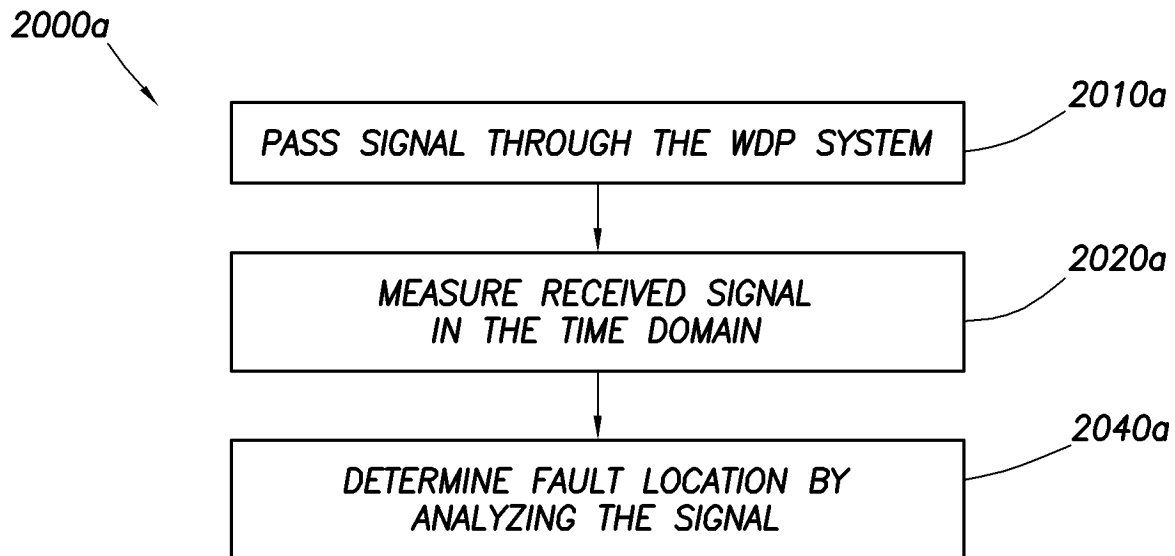 2000a
2010a
PASS SIGNAL THROUGH THE WDP SYSTEM
2020a
MEASURE RECEIVED SIGNAL
IN THE TIME DOMAIN
2040a
DETERMINE FAULT LOCATION BY
ANALYZING THE SIGNAL